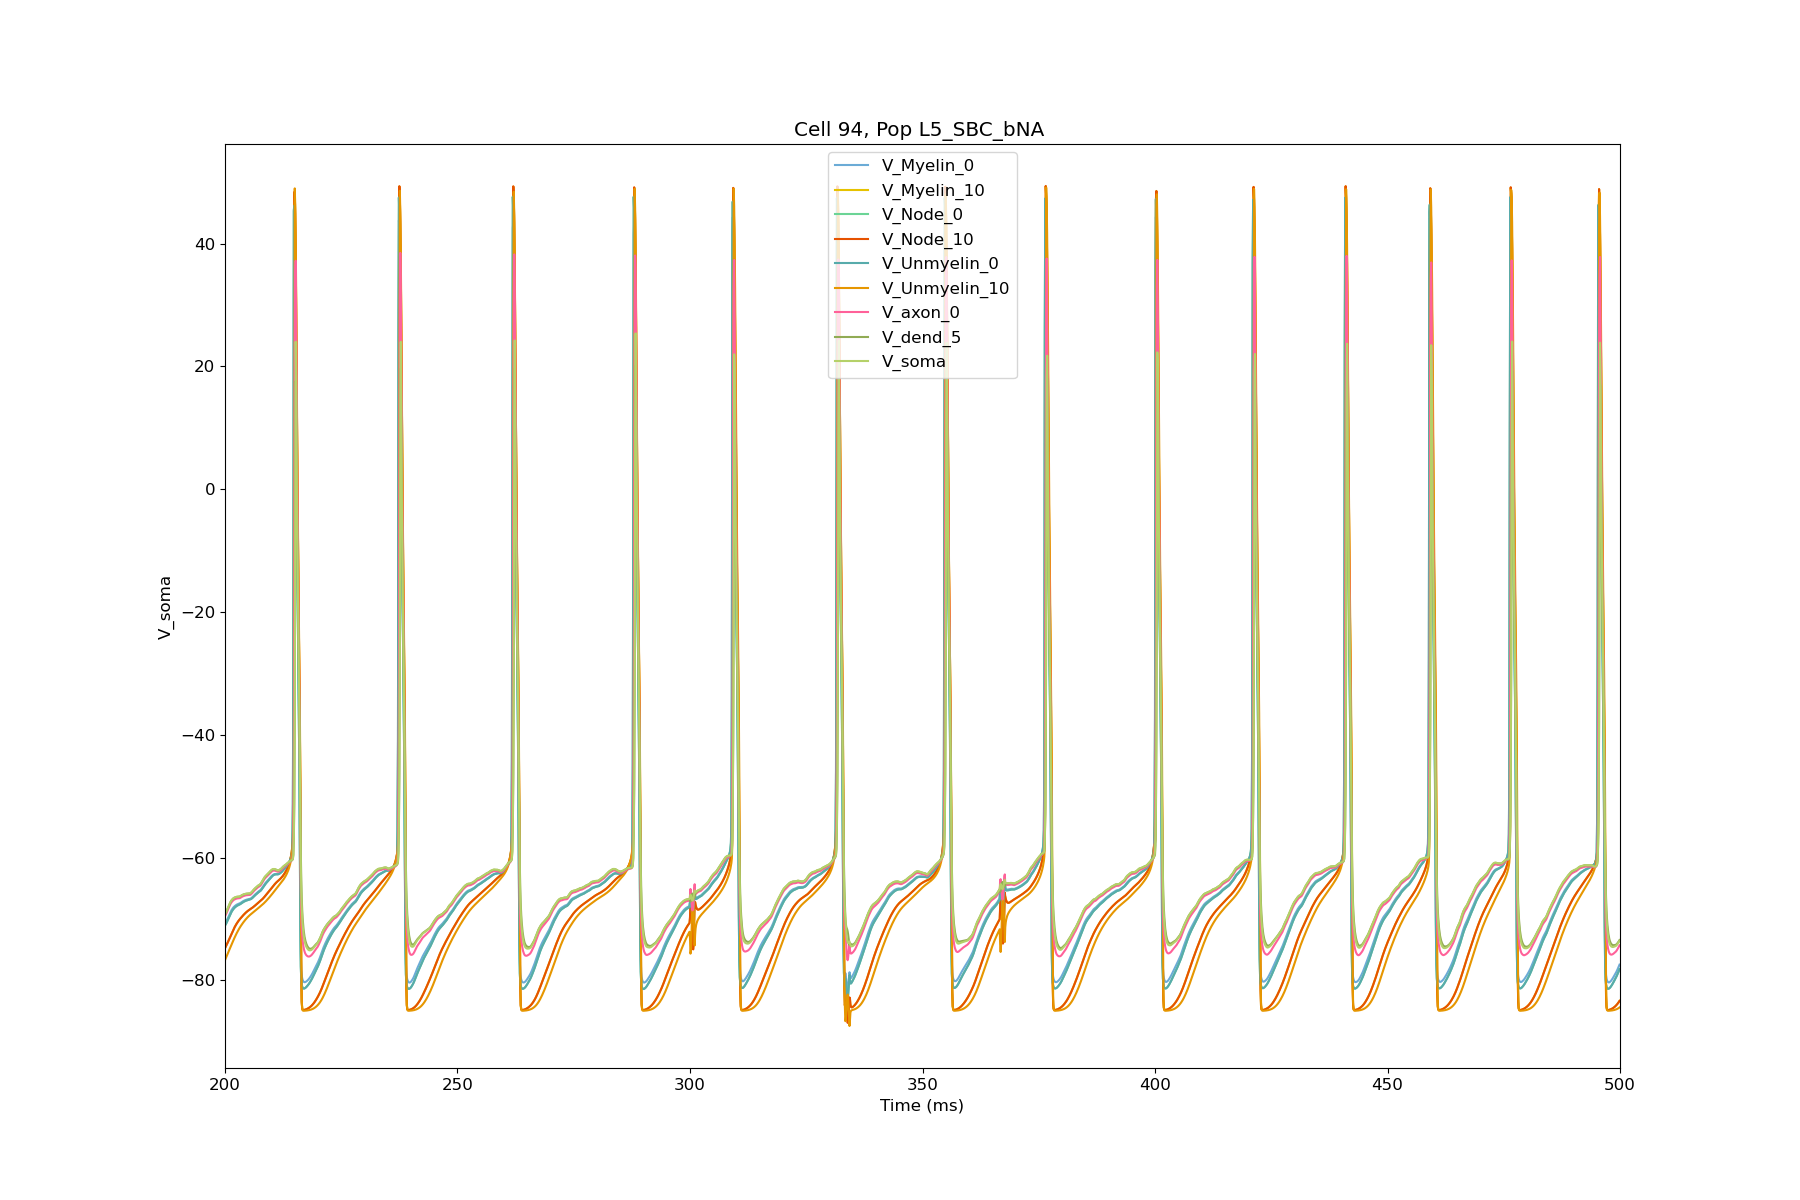 Cell 94, Pop L5_SBC_bNA
V_Myelin_0
V_Myelin_10
V_Node_0
V_Node_10
V_Unmyelin_0
V_Unmyelin_10
V_axon_0
V_dend_5
V_soma
40
20
0
−20
−40
−60
−80
V_soma
200 250 300 350 400 450 500
Time (ms)